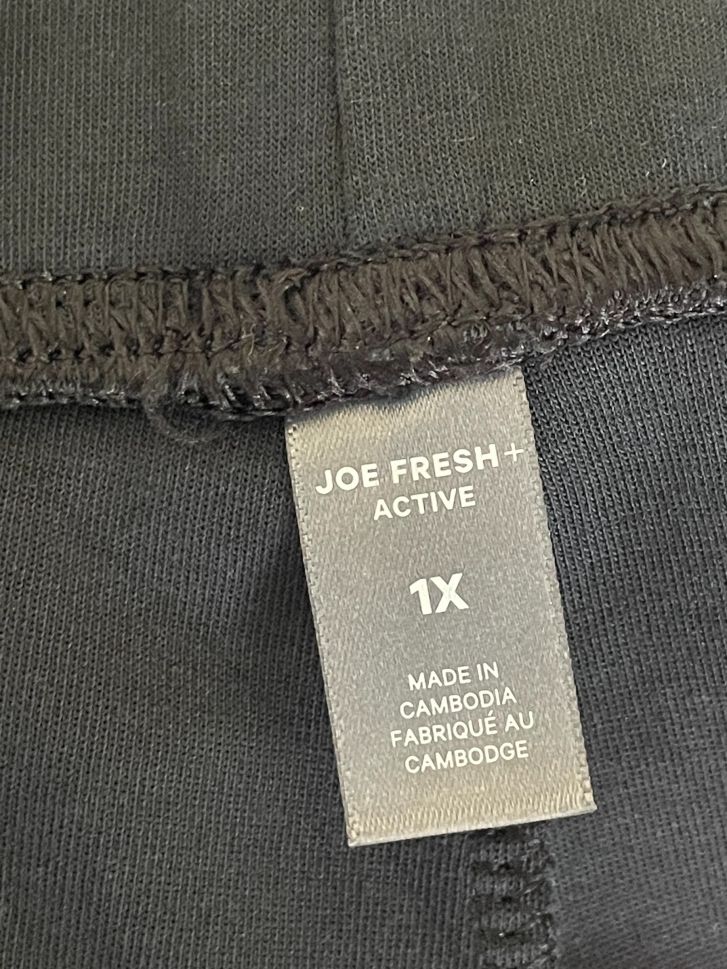 JOE FRESH+
ACTIVE
1X
MADE IN
CAMBODIA
FABRIQUÉ AU
CAMBODGE